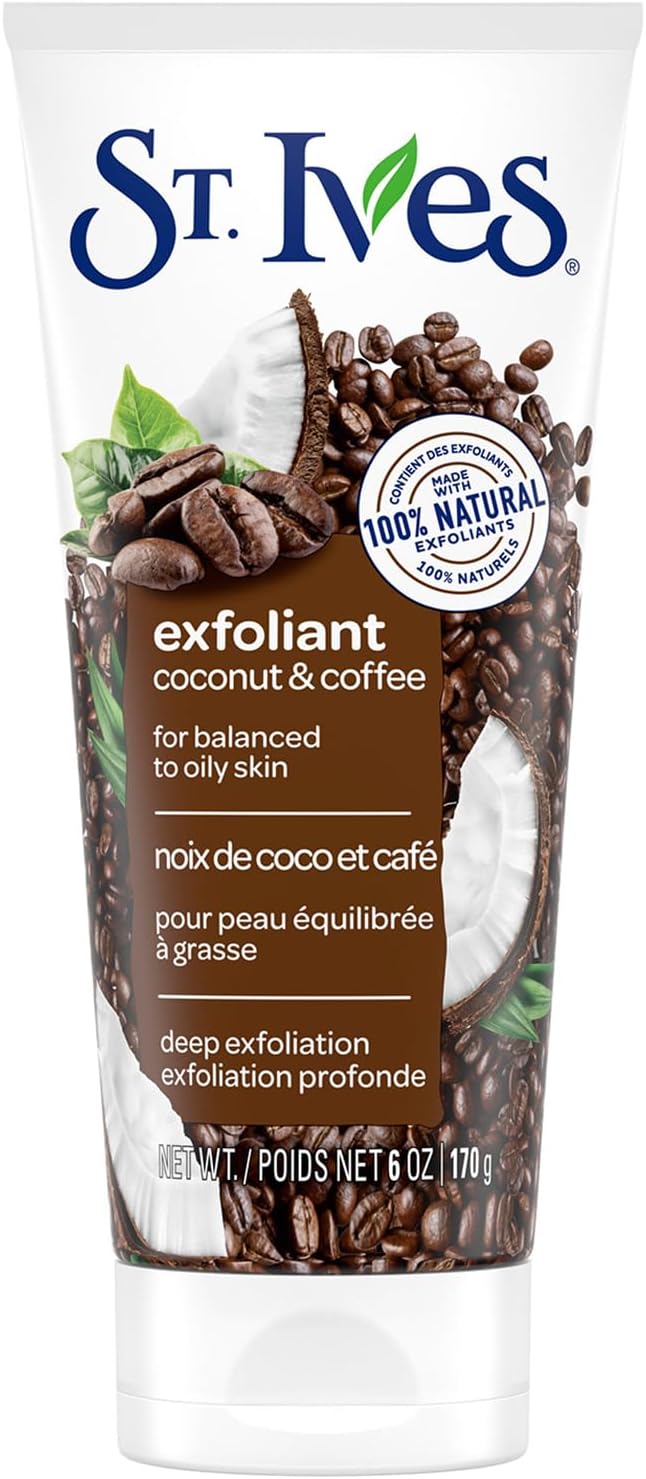 ST. Ives®
CONTIENT DES EXFOLIANTS
MADE
WITH
100% NATURAL
EXFOLIANTS
100% NATURELS
exfoliant
coconut & coffee
for balanced
to oily skin
noix de coco et café
pour peau équilibrée
à grasse
deep exfoliation
exfoliation profonde
NET WT. / POIDS NET 6 OZ | 170 g